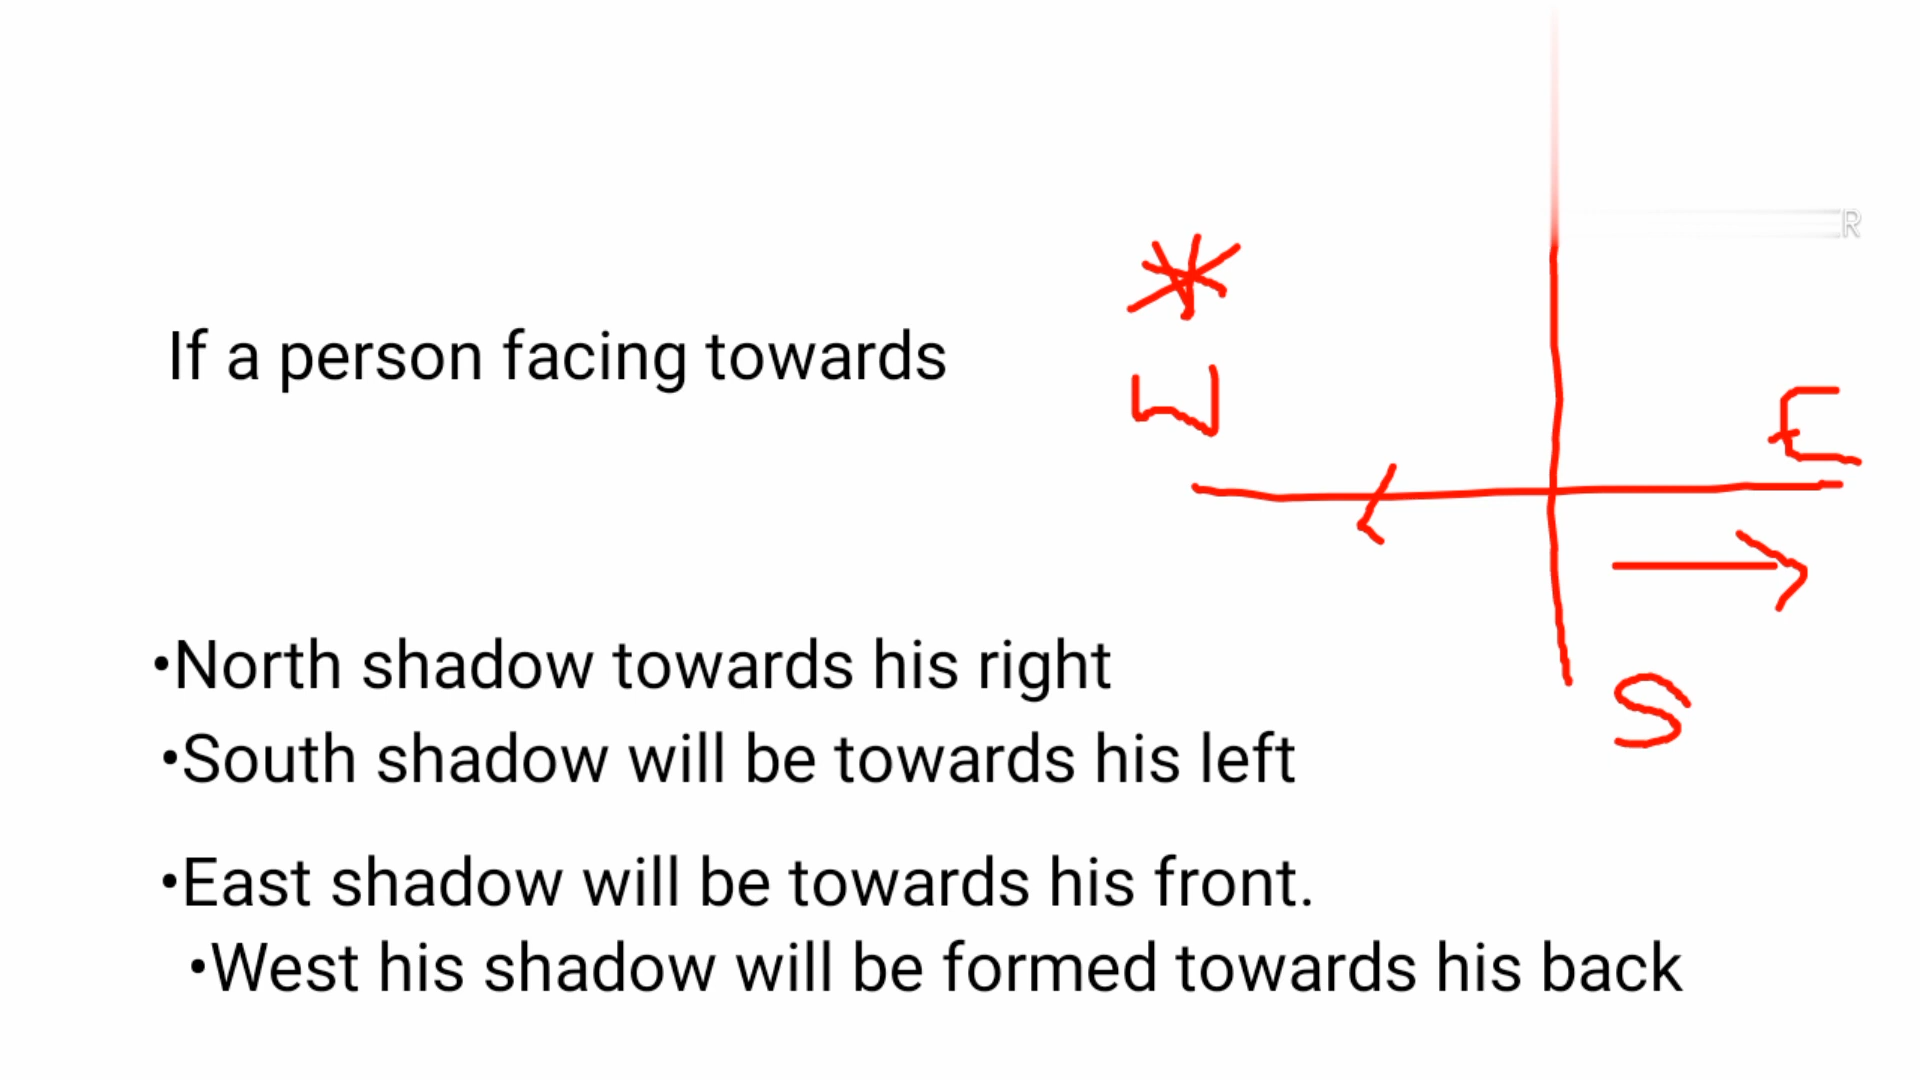 R
W
E
If a person facing towards
S
•North shadow towards his right
•South shadow will be towards his left
•East shadow will be towards his front.
•West his shadow will be formed towards his back